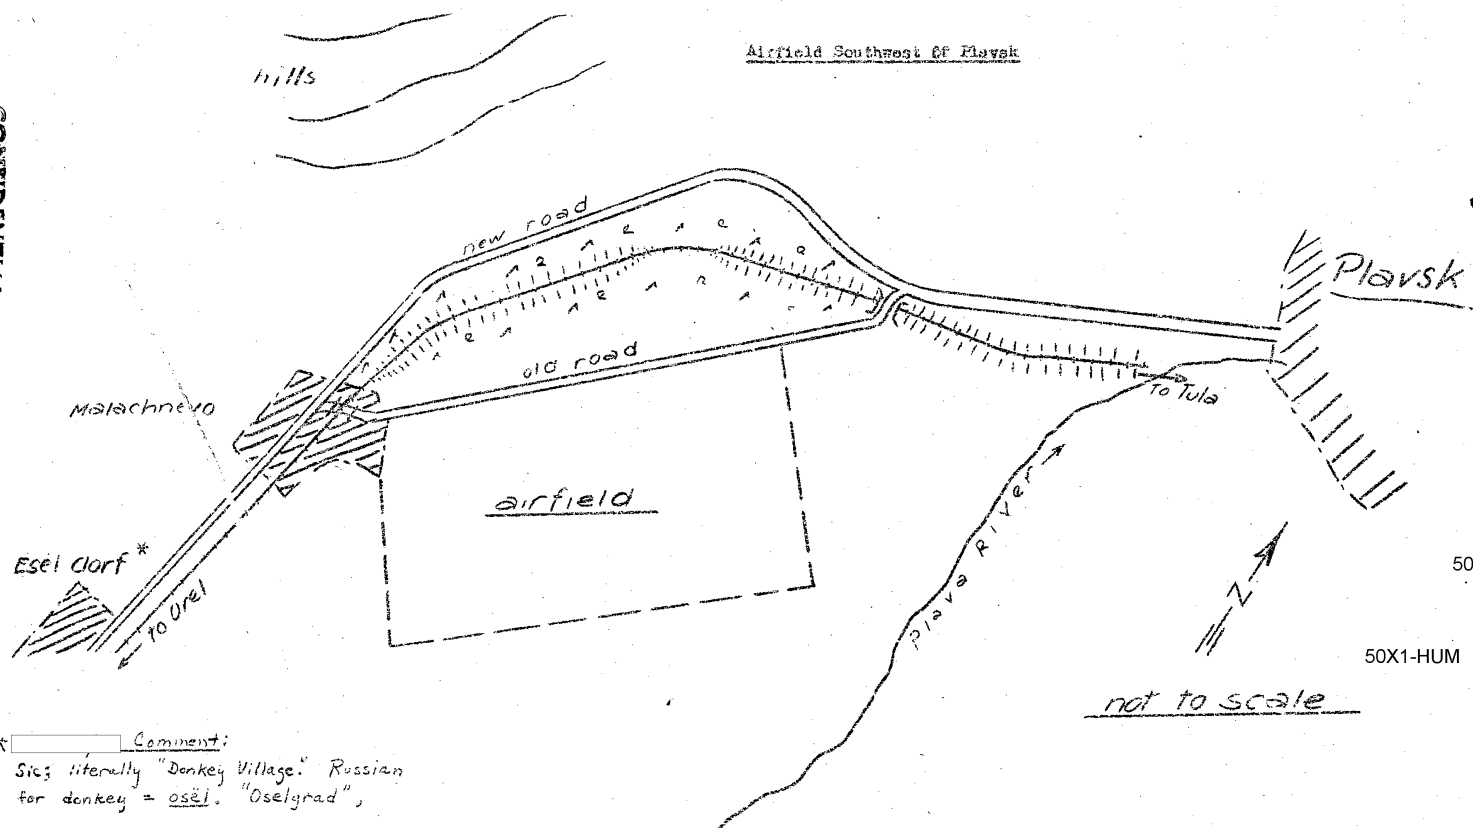 Airfield Southwest Of Plavsk
hills
new road
Plavsk
old road
To Tula
Malachnevo
airfield
Esel dorf *
to Orel
Plava River
N
50
50X1-HUM
not to scale
* Comment:
Sic; literally "Donkey Village." Russian
for donkey = osël. "Oselgrad",